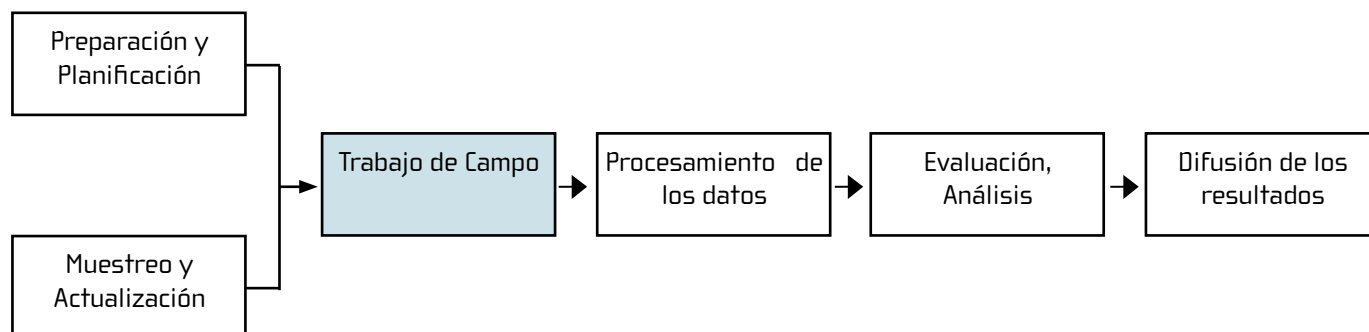 Preparación y
Planificación
Muestreo y
Actualización
Trabajo de Campo
Procesamiento de
los datos
Evaluación,
Análisis
Difusión de los
resultados